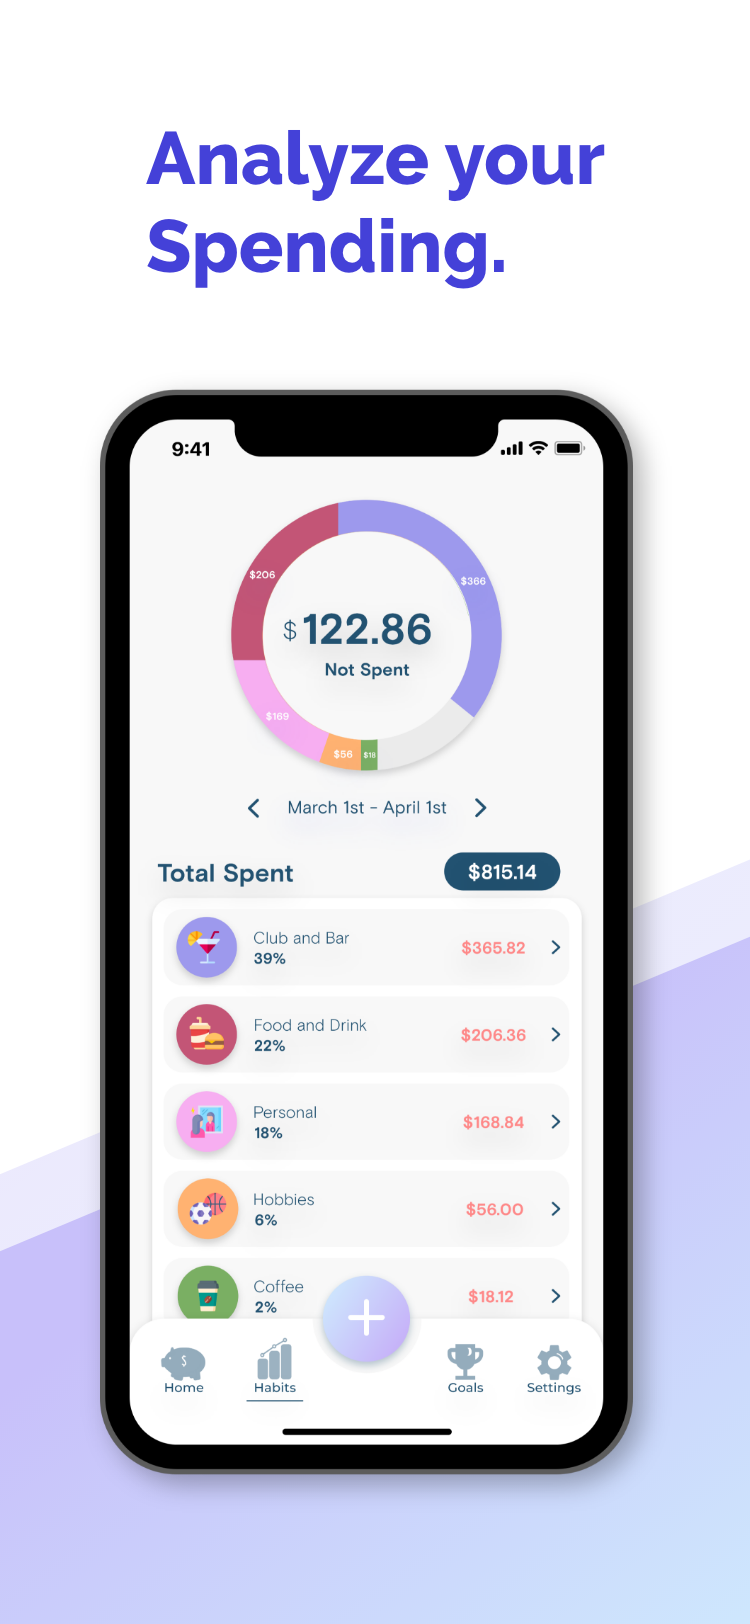 Analyze your
Spending.
9:41
$206
$366
$ 122.86
Not Spent
$169
$56
$18
March 1st - April 1st
Total Spent
$815.14
Club and Bar
39%
$365.82
Food and Drink
22%
$206.36
Personal
18%
$168.84
Hobbies
6%
$56.00
Coffee
2%
$18.12
Home
Habits
Goals
Settings